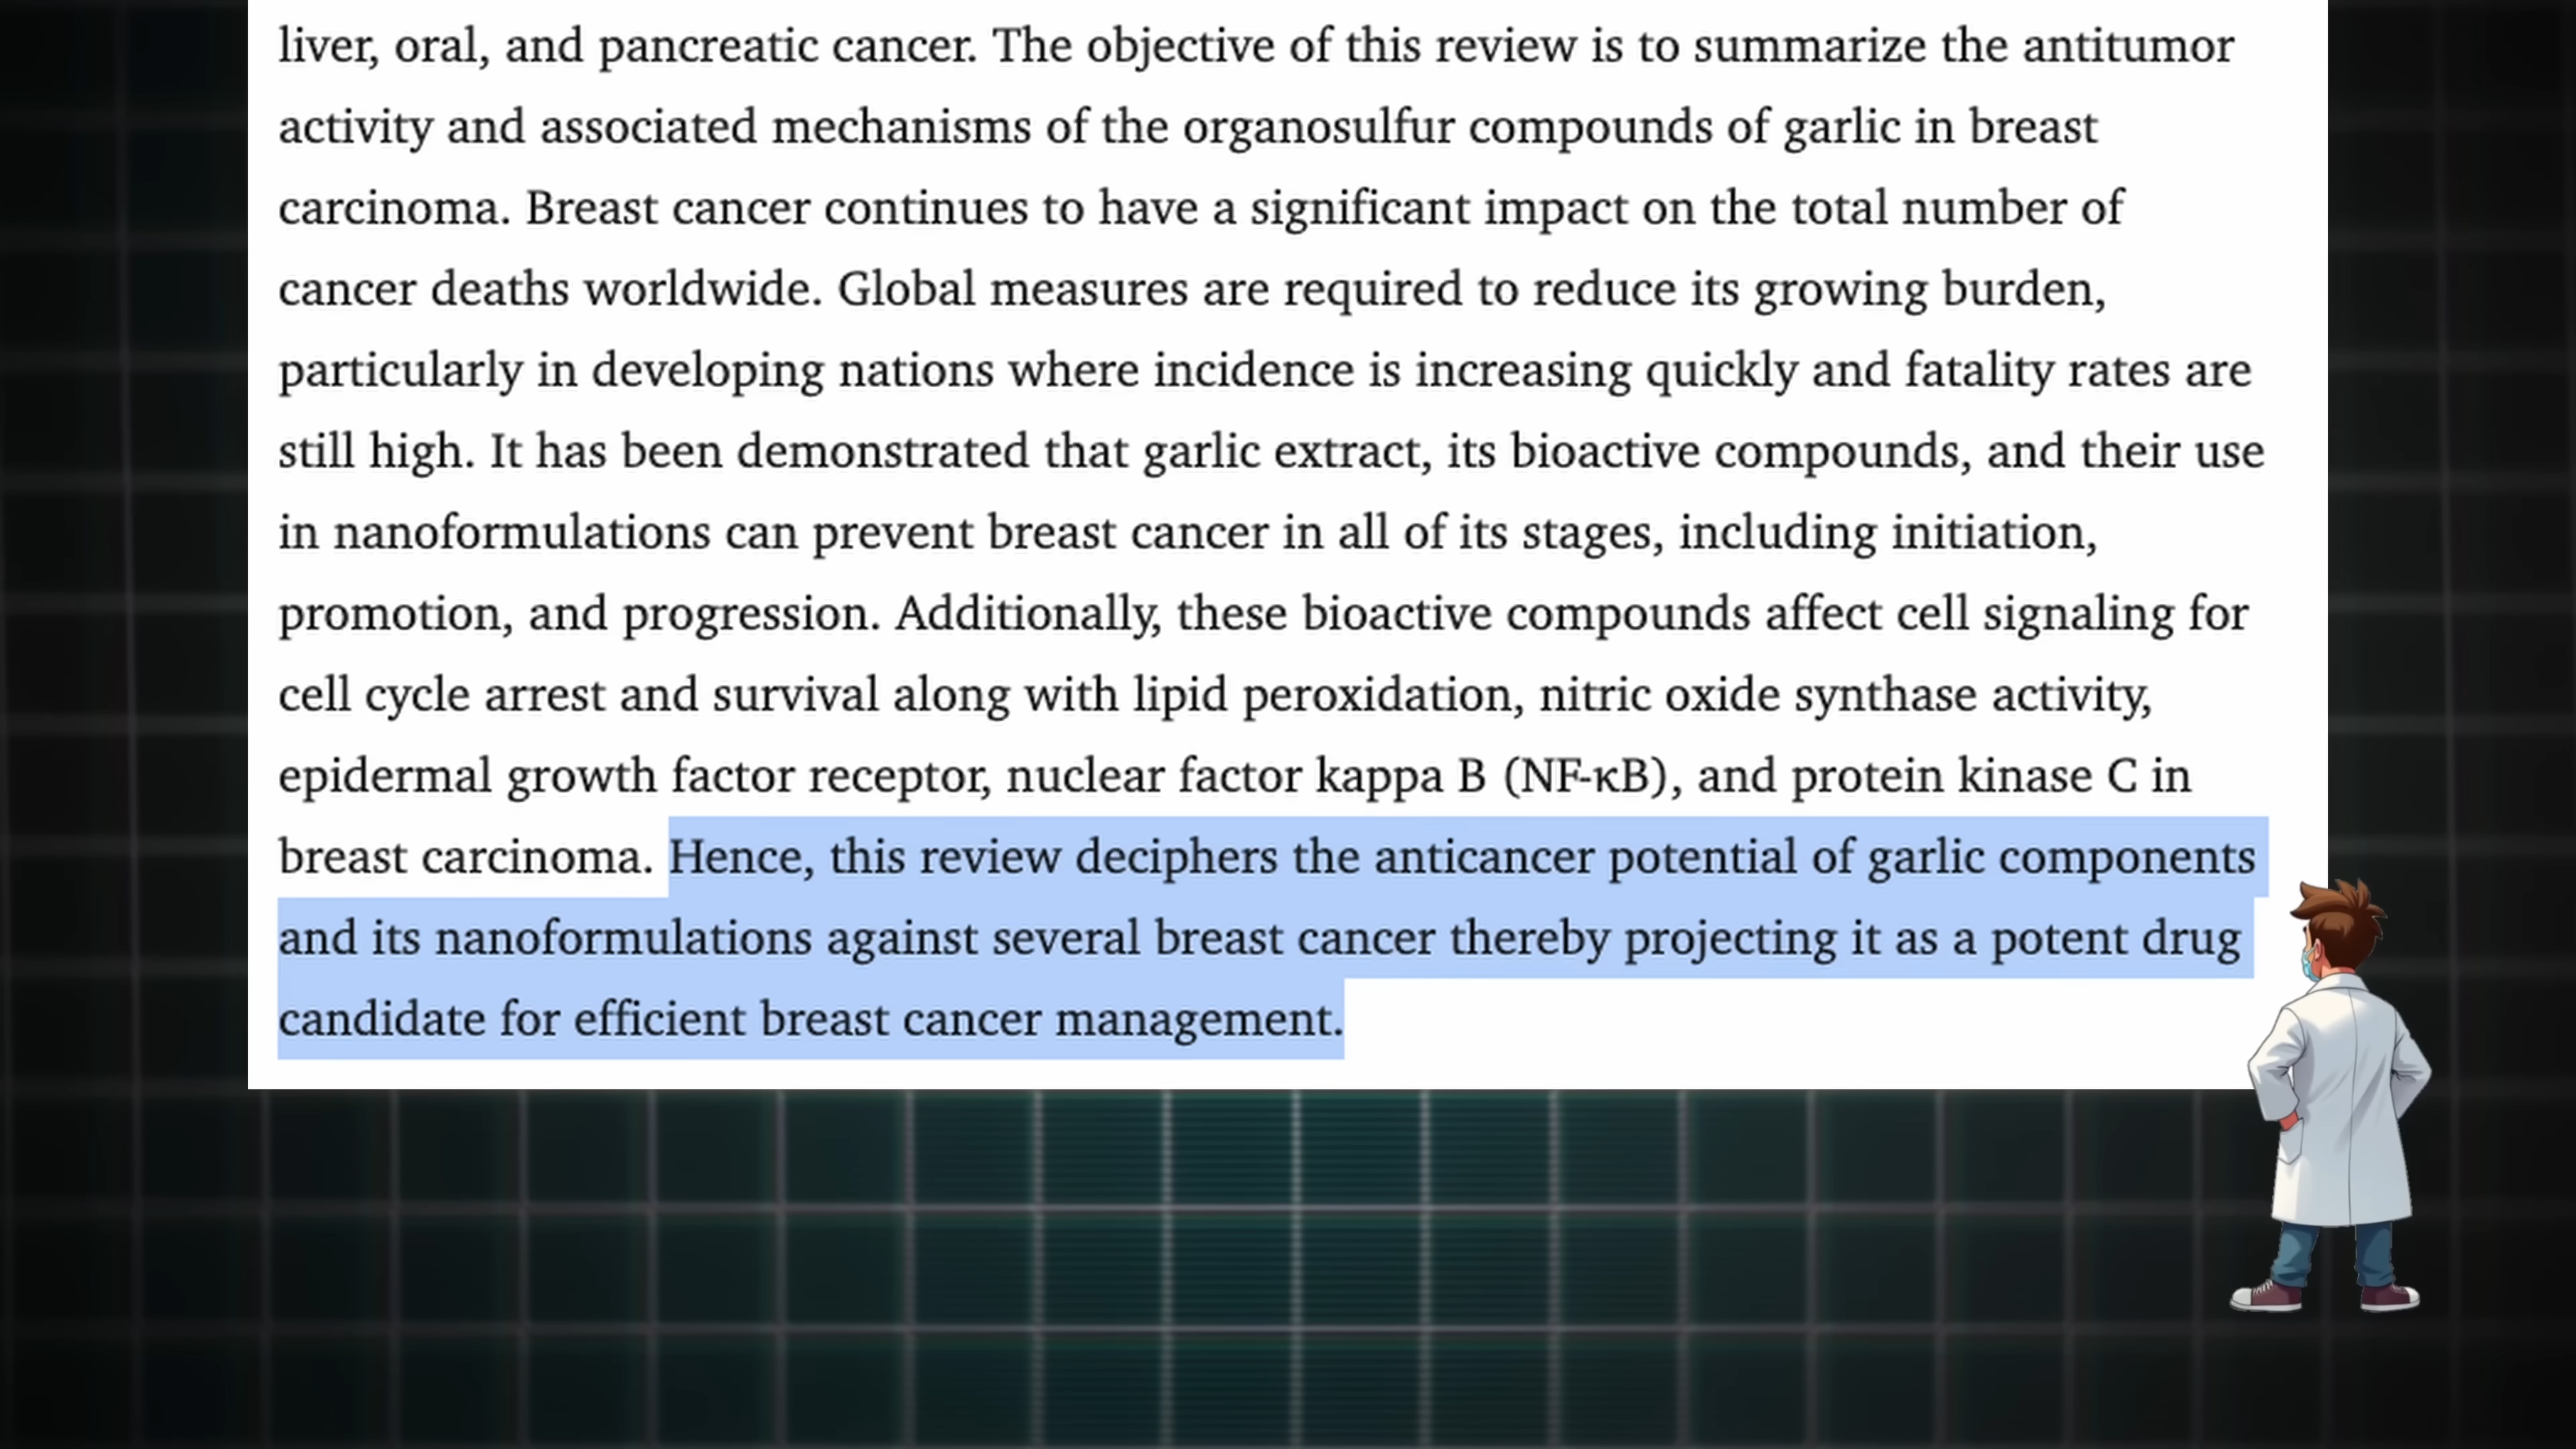 liver, oral, and pancreatic cancer. The objective of this review is to summarize the antitumor
activity and associated mechanisms of the organosulfur compounds of garlic in breast
carcinoma. Breast cancer continues to have a significant impact on the total number of
cancer deaths worldwide. Global measures are required to reduce its growing burden,
particularly in developing nations where incidence is increasing quickly and fatality rates are
still high. It has been demonstrated that garlic extract, its bioactive compounds, and their use
in nanoformulations can prevent breast cancer in all of its stages, including initiation,
promotion, and progression. Additionally, these bioactive compounds affect cell signaling for
cell cycle arrest and survival along with lipid peroxidation, nitric oxide synthase activity,
epidermal growth factor receptor, nuclear factor kappa B (NF-κB), and protein kinase C in
breast carcinoma. Hence, this review deciphers the anticancer potential of garlic components
and its nanoformulations against several breast cancer thereby projecting it as a potent drug
candidate for efficient breast cancer management.